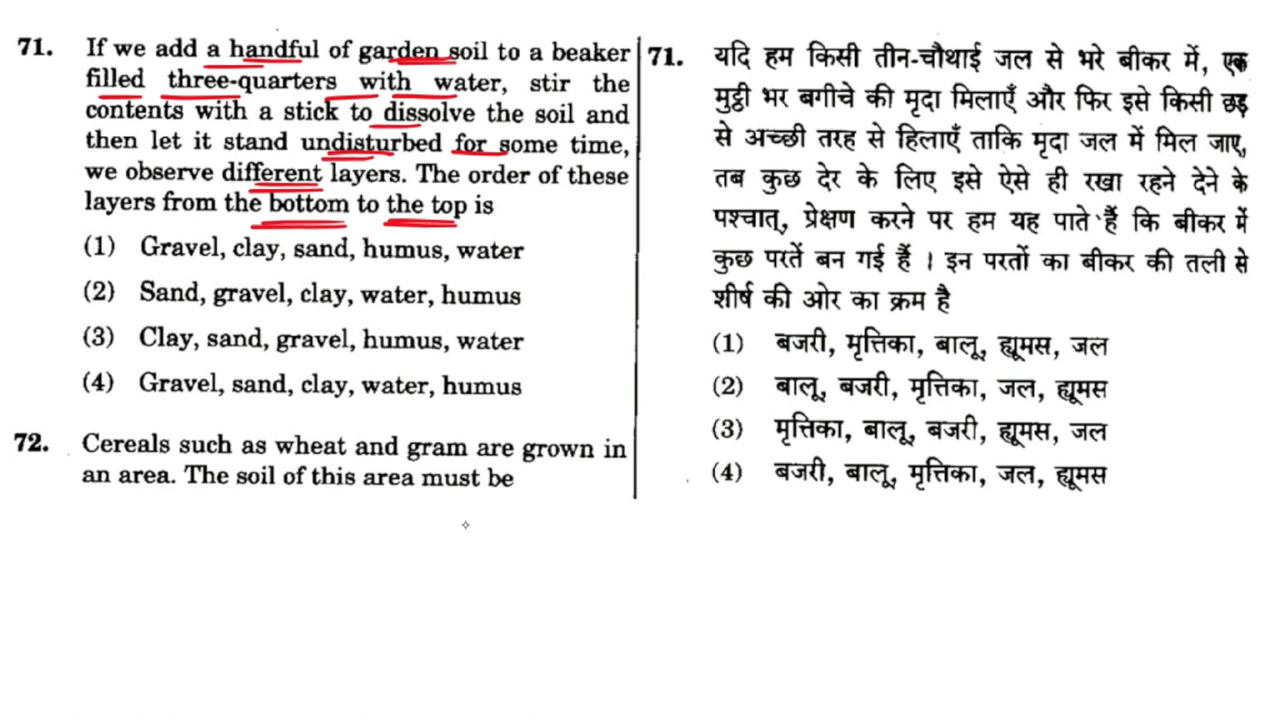 71. If we add a handful of garden soil to a beaker
filled three-quarters with water, stir the
contents with a stick to dissolve the soil and
then let it stand undisturbed for some time,
we observe different layers. The order of these
layers from the bottom to the top is
(1) Gravel, clay, sand, humus, water
(2) Sand, gravel, clay, water, humus
(3) Clay, sand, gravel, humus, water
(4) Gravel, sand, clay, water, humus
72. Cereals such as wheat and gram are grown in
an area. The soil of this area must be
71. यदि हम किसी तीन-चौथाई जल से भरे बीकर में, एक
मुट्ठी भर बगीचे की मृदा मिलाएँ और फिर इसे किसी छड़
से अच्छी तरह से हिलाएँ ताकि मृदा जल में मिल जाए,
तब कुछ देर के लिए इसे ऐसे ही रखा रहने देने के
पश्चात्, प्रेक्षण करने पर हम यह पाते हैं कि बीकर में
कुछ परतें बन गई हैं । इन परतों का बीकर की तली से
शीर्ष की ओर का क्रम है
(1) बजरी, मृत्तिका, बालू, ह्यूमस, जल
(2) बालू, बजरी, मृत्तिका, जल, ह्यूमस
(3) मृत्तिका, बालू, बजरी, ह्यूमस, जल
(4) बजरी, बालू, मृत्तिका, जल, ह्यूमस